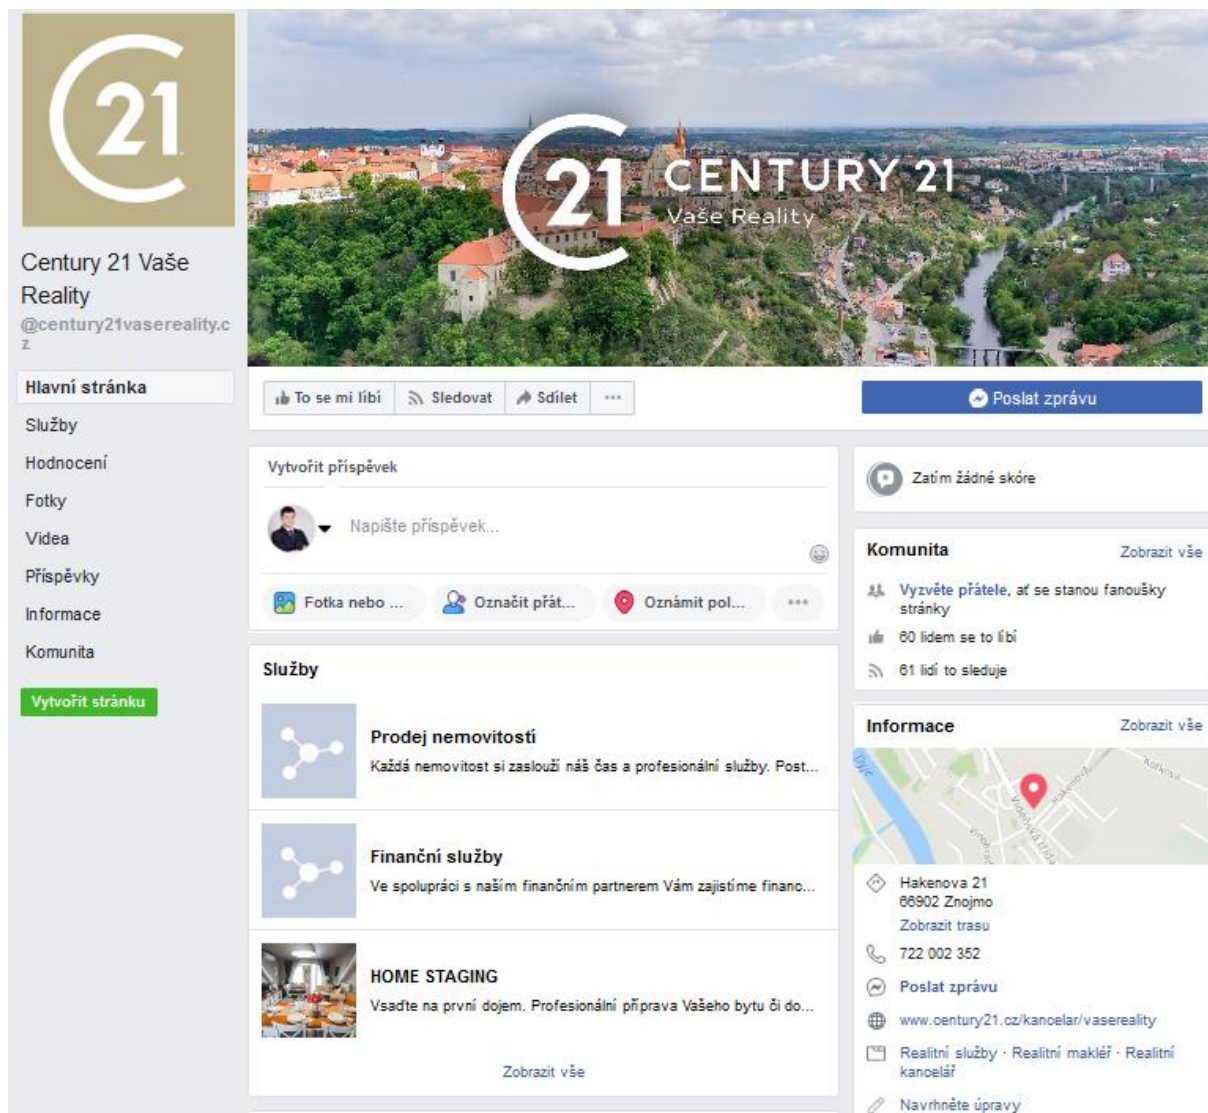 21
Century 21 Vaše
Reality
@century21vasereality.c
z
Hlavní stránka
Služby
Hodnocení
Fotky
Videa
Příspěvky
Informace
Komunita
Vytvořit stránku
21 CENTURY 21
Vaše Reality
To se mi líbí
Sledovat
Sdílet
...
Poslat zprávu
Vytvořit příspěvek
Napište příspěvek...
Fotka nebo ...
Označit přát...
Oznámit pol...
...
Služby
Prodej nemovitostí
Každá nemovitost si zaslouží náš čas a profesionální služby. Post...
Finanční služby
Ve spolupráci s naším finančním partnerem Vám zajistíme financ...
HOME STAGING
Vsaďte na první dojem. Profesionální příprava Vašeho bytu či do...
Zobrazit vše
Zatím žádné skóre
Komunita
Zobrazit vše
Vyzvěte přátele, ať se stanou fanoušky
stránky
60 lidem se to líbí
61 lidí to sleduje
Informace
Zobrazit vše
Dyje
Hakenova
Vídeňská třída
Hakenova 21
66902 Znojmo
Zobrazit trasu
722 002 352
Poslat zprávu
www.century21.cz/kancelar/vasereality
Realitní služby · Realitní makléř · Realitní
kancelář
Navrhněte úpravy